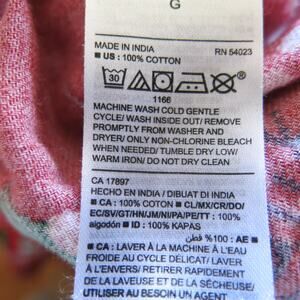 G
MADE IN INDIA RN 54023
■ US : 100% COTTON
30
1166
MACHINE WASH COLD GENTLE
CYCLE/ WASH INSIDE OUT/ REMOVE
PROMPTLY FROM WASHER AND
DRYER/ ONLY NON-CHLORINE BLEACH
WHEN NEEDED/ TUMBLE DRY LOW/
WARM IRON/ DO NOT DRY CLEAN
CA 17897
HECHO EN INDIA / DIBUAT DI INDIA
■ CA : 100% COTON ■ CL/MX/CR/DO/
EC/SV/GT/HN/JM/NI/PA/PE/TT : 100%
algodón ■ ID : 100% KAPAS
قطن 100% : AE ■
■ CA : LAVER À LA MACHINE À L'EAU
FROIDE AU CYCLE DÉLICAT/ LAVER
À L'ENVERS/ RETIRER RAPIDEMENT
DE LA LAVEUSE ET DE LA SÉCHEUSE/
UTILISER AU BESOIN UN AGENT